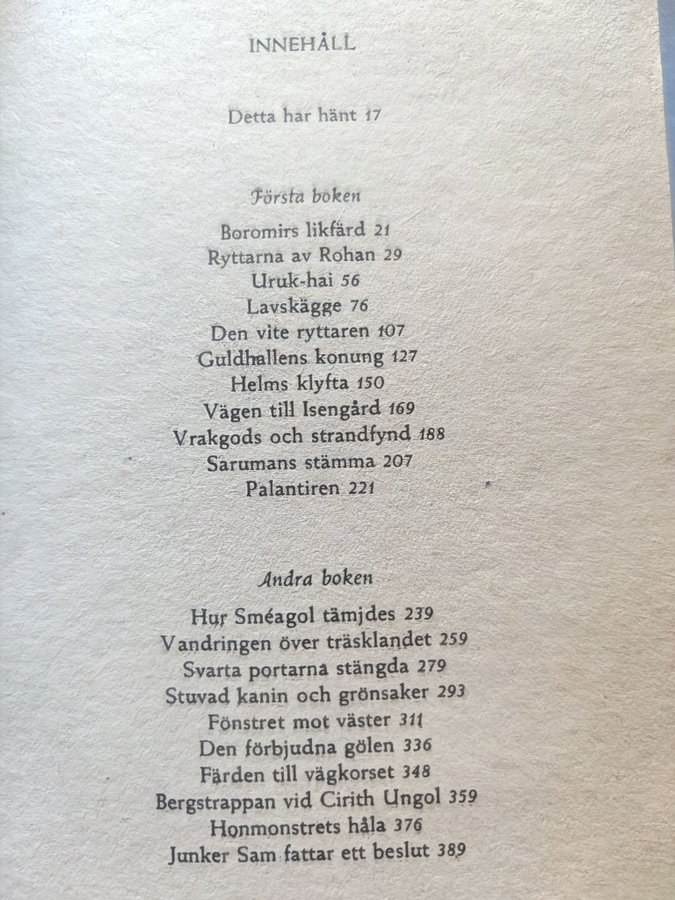 INNEHÅLL
Detta har hänt 17
Första boken
Boromirs likfärd 21
Ryttarna av Rohan 29
Uruk-hai 56
Lavskägge 76
Den vite ryttaren 107
Guldhallens konung 127
Helms klyfta 150
Vägen till Isengård 169
Vrakgods och strandfynd 188
Sarumans stämma 207
Palantiren 221
Andra boken
Hur Sméagol tämjdes 239
Vandringen över träsklandet 259
Svarta portarna stängda 279
Stuvad kanin och grönsaker 293
Fönstret mot väster 311
Den förbjudna gölen 336
Färden till vägkorset 348
Bergstrappan vid Cirith Ungol 359
Honmonstrets håla 376
Junker Sam fattar ett beslut 389